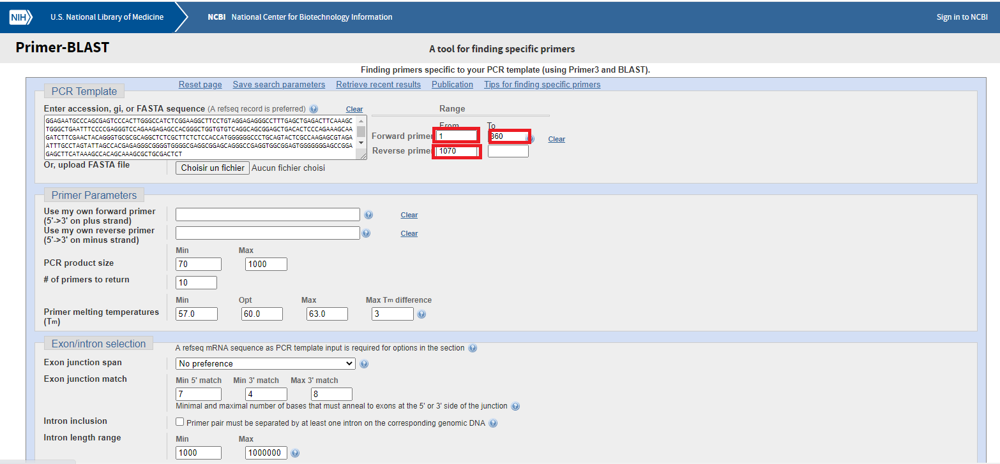 NIH U.S. National Library of Medicine NCBI National Center for Biotechnology Information Sign in to NCBI
Primer-BLAST A tool for finding specific primers
Finding primers specific to your PCR template (using Primer3 and BLAST).
PCR Template Reset page Save search parameters Retrieve recent results Publication Tips for finding specific primers
Enter accession, gi, or FASTA sequence (A refseq record is preferred) Clear Range
GGAGAATGCCCAGCGAGTCCCACTTGGGCCATCTCGGAAGGCTTCCTGTAGGAGAGGGCCTTTGAGCTGAGACTTCAAAGC
TGGGCTGAATTTCCCCGAGGGTCCAGAAGAGAGCCACGGGCTGGTGTGTCAGGCAGCGGAGCTGACACTCCCAGAAAGCAA
GATCTTCGAACTACAGGGTGCGCGCAGGCTCTCGCTTCTCTCCACCATGGGGGGCCCTGCAGTACTCGCCAAGAGCGTAGA
ATTTGCCTAGTATTAGCCACGAGAGGGCGGGGTGGGGCGAGGCGGAGCAGGGCCGAGGTGGCGGAGTGGGGGGGAGCCGGA
GAGCTTCATAAAGCCACAGCAAAGCGCTGCGACTCT
From To
Forward primer 1 860 Clear
Reverse primer 1070
Or, upload FASTA file Choisir un fichier Aucun fichier choisi
Primer Parameters
Use my own forward primer
(5'->3' on plus strand) Clear
Use my own reverse primer
(5'->3' on minus strand) Clear
Min Max
PCR product size 70 1000
# of primers to return 10
Min Opt Max Max Tm difference
Primer melting temperatures
(Tm) 57.0 60.0 63.0 3
Exon/intron selection A refseq mRNA sequence as PCR template input is required for options in the section
Exon junction span No preference
Exon junction match Min 5' match Min 3' match Max 3' match
7 4 8
Minimal and maximal number of bases that must anneal to exons at the 5' or 3' side of the junction
Intron inclusion Primer pair must be separated by at least one intron on the corresponding genomic DNA
Intron length range Min Max
1000 1000000